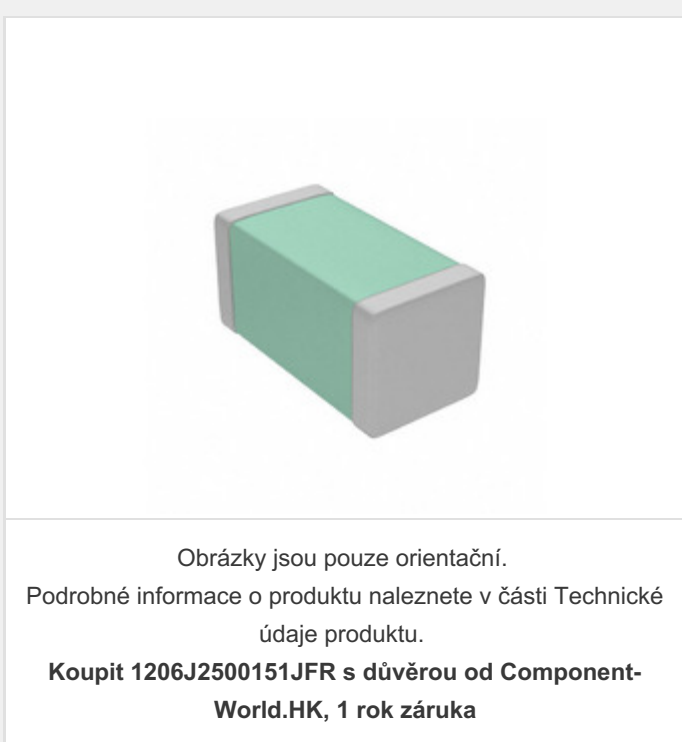 Obrázky jsou pouze orientační.
Podrobné informace o produktu naleznete v části Technické
údaje produktu.
Koupit 1206J2500151JFR s důvěrou od Component-
World.HK, 1 rok záruka